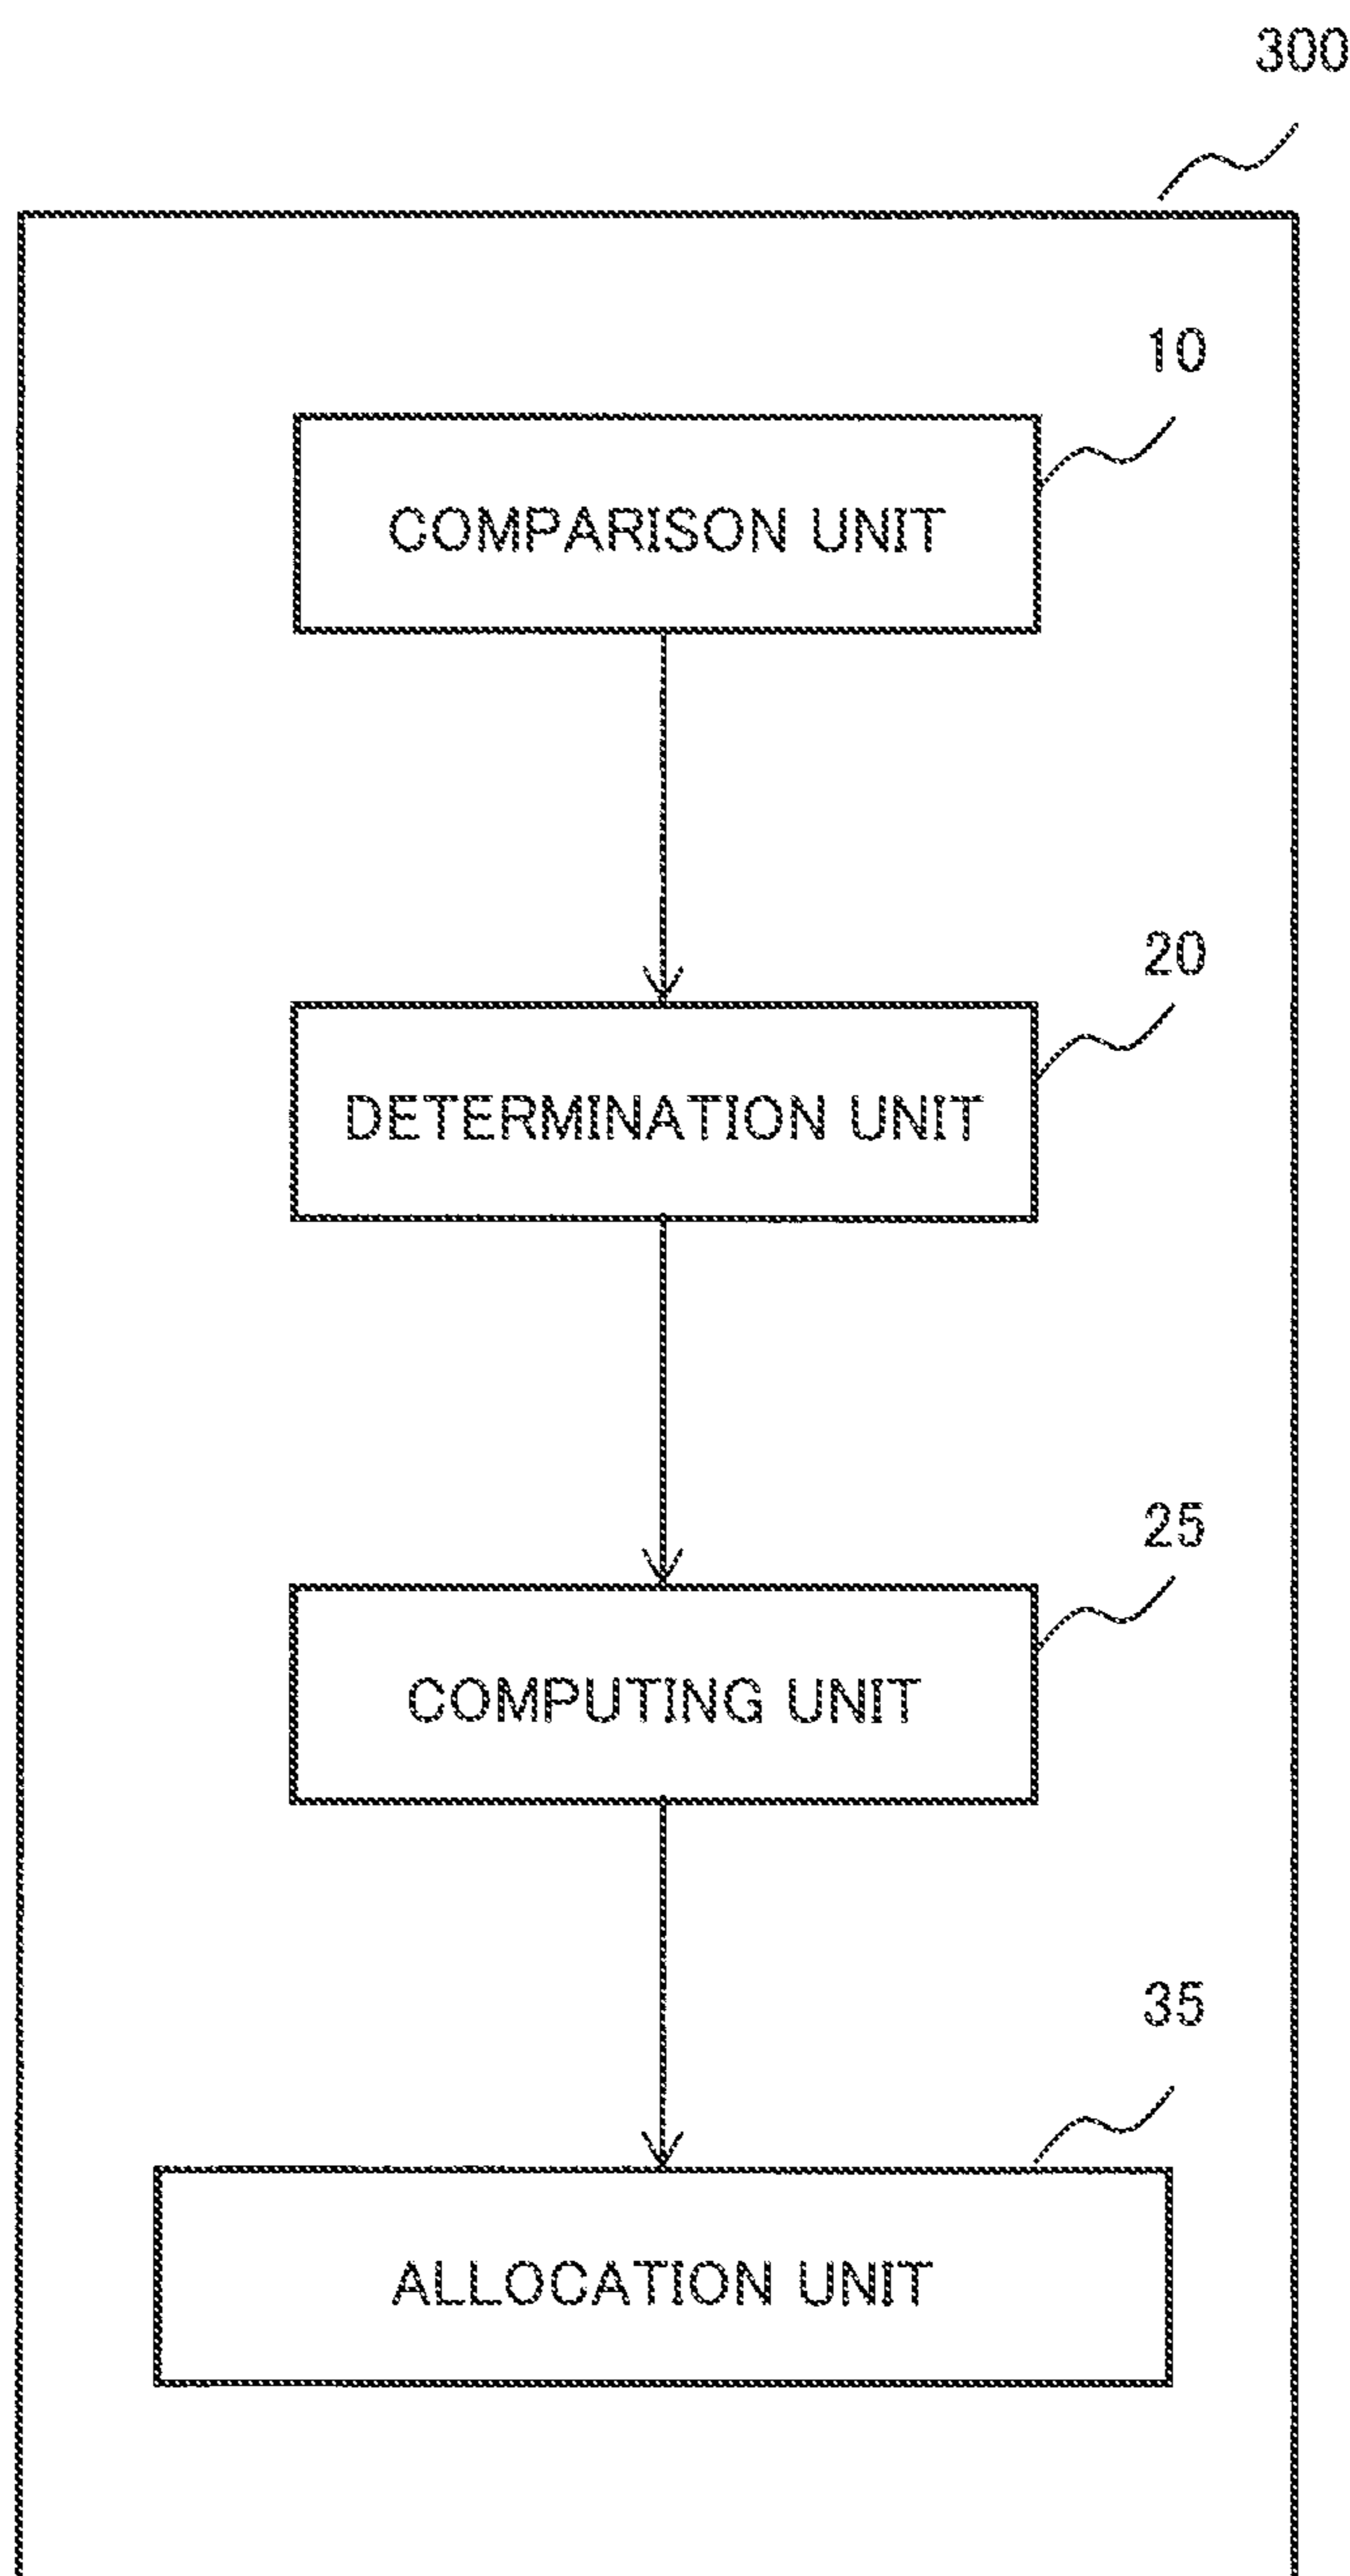 300
10
COMPARISON UNIT
20
DETERMINATION UNIT
25
COMPUTING UNIT
35
ALLOCATION UNIT